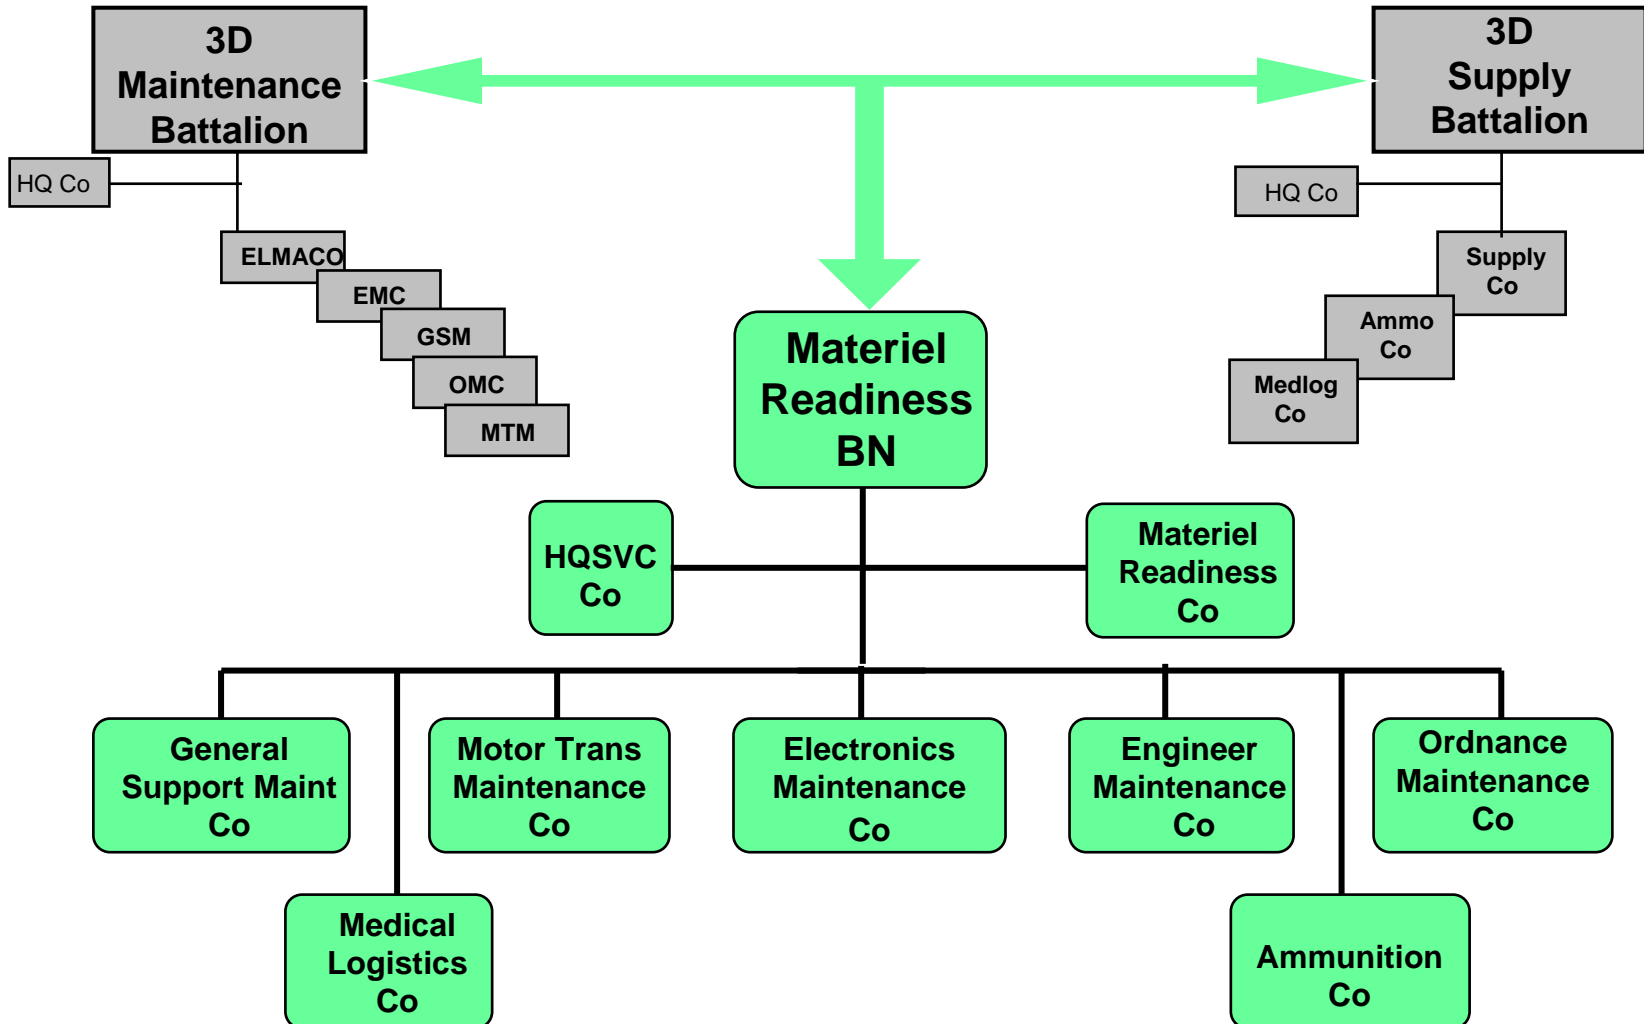 3D
Maintenance
Battalion
3D
Supply
Battalion
HQ Co
HQ Co
ELMACO
EMC
GSM
OMC
MTM
Supply
Co
Ammo
Co
Medlog
Co
Materiel
Readiness
BN
HQSVC
Co
Materiel
Readiness
Co
General
Support Maint
Co
Motor Trans
Maintenance
Co
Electronics
Maintenance
Co
Engineer
Maintenance
Co
Ordnance
Maintenance
Co
Medical
Logistics
Co
Ammunition
Co